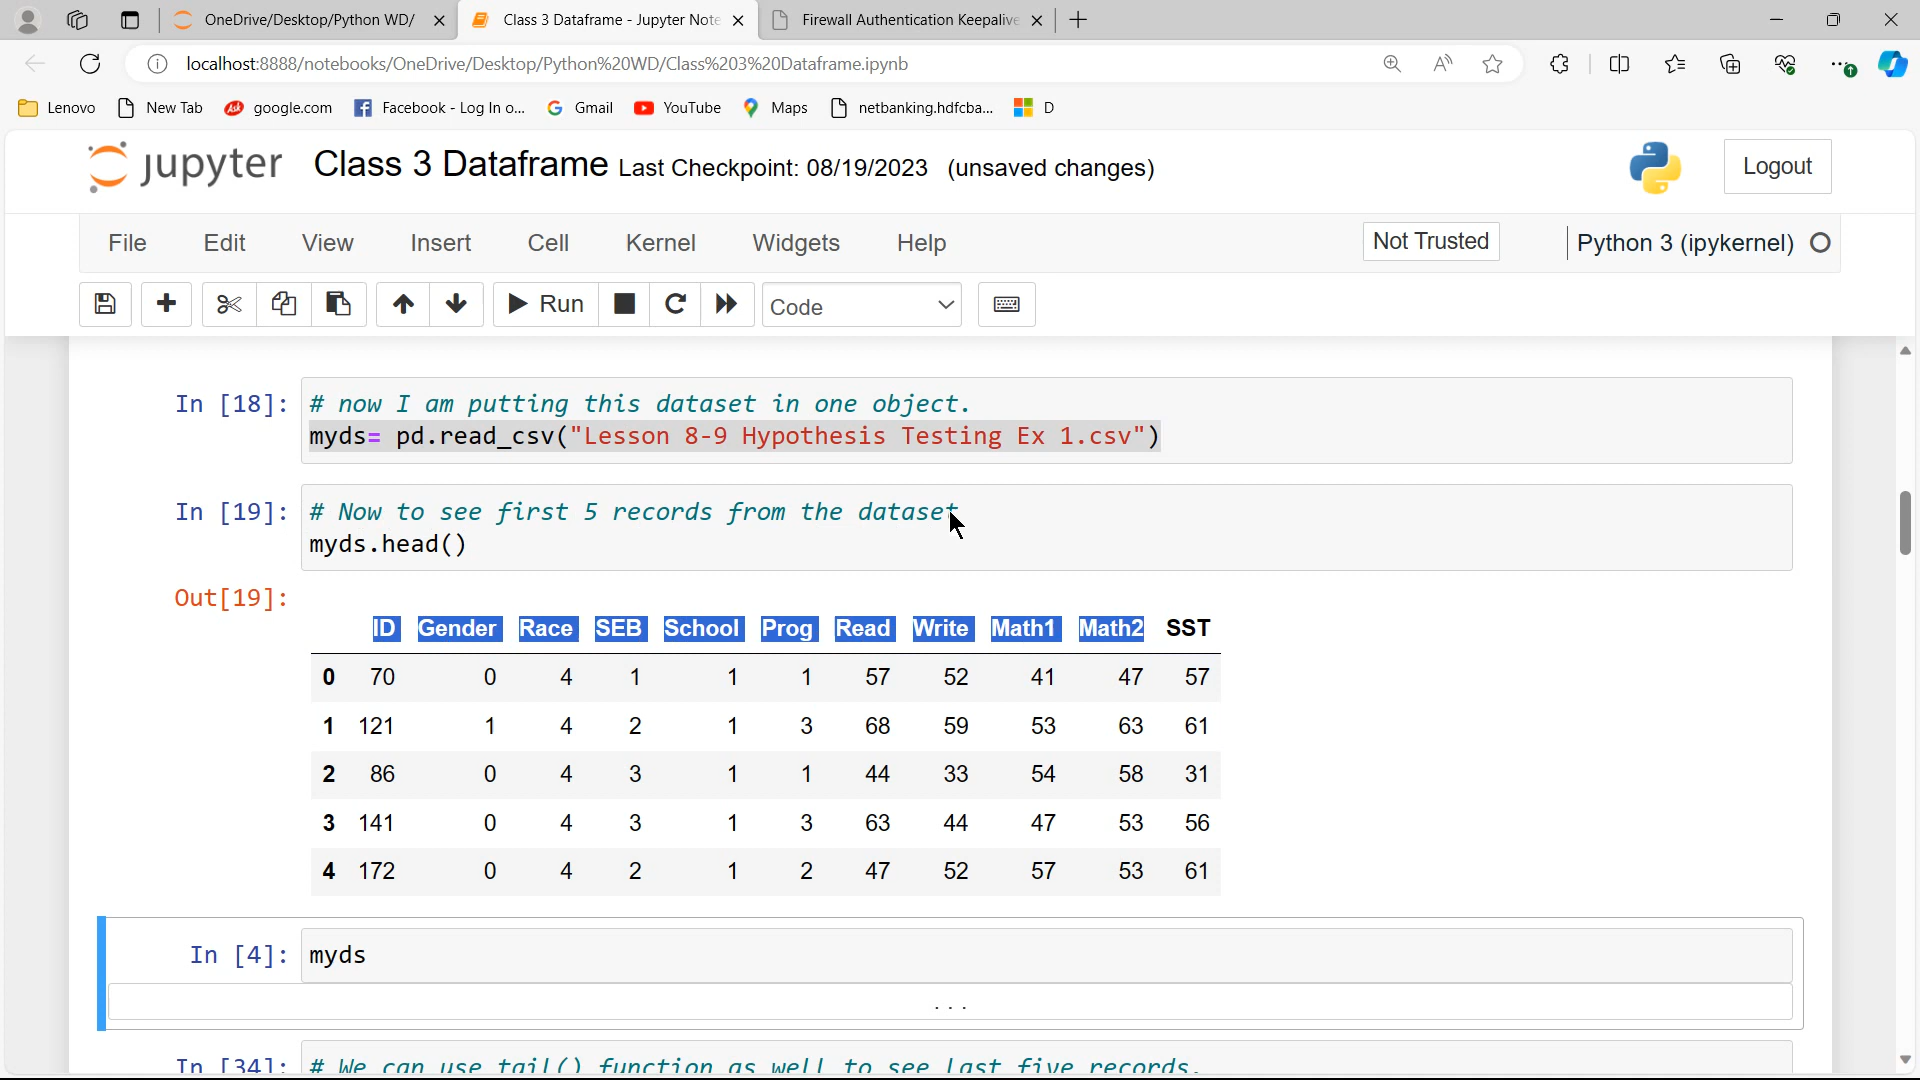 OneDrive/Desktop/Python WD/
Class 3 Dataframe - Jupyter Note
Firewall Authentication Keepalive
localhost:8888/notebooks/OneDrive/Desktop/Python%20WD/Class%203%20Dataframe.ipynb
Lenovo New Tab google.com Facebook - Log In o... Gmail YouTube Maps netbanking.hdfcba... D
jupyter Class 3 Dataframe Last Checkpoint: 08/19/2023 (unsaved changes) Logout
File Edit View Insert Cell Kernel Widgets Help Not Trusted Python 3 (ipykernel)
Run Code
In [18]: # now I am putting this dataset in one object.
myds= pd.read_csv("Lesson 8-9 Hypothesis Testing Ex 1.csv")
In [19]: # Now to see first 5 records from the dataset
myds.head()
Out[19]:
ID Gender Race SEB School Prog Read Write Math1 Math2 SST
0 70 0 4 1 1 1 57 52 41 47 57
1 121 1 4 2 1 3 68 59 53 63 61
2 86 0 4 3 1 1 44 33 54 58 31
3 141 0 4 3 1 3 63 44 47 53 56
4 172 0 4 2 1 2 47 52 57 53 61
In [4]: myds
...
In [34]: # We can use tail() function as well to see last five records.